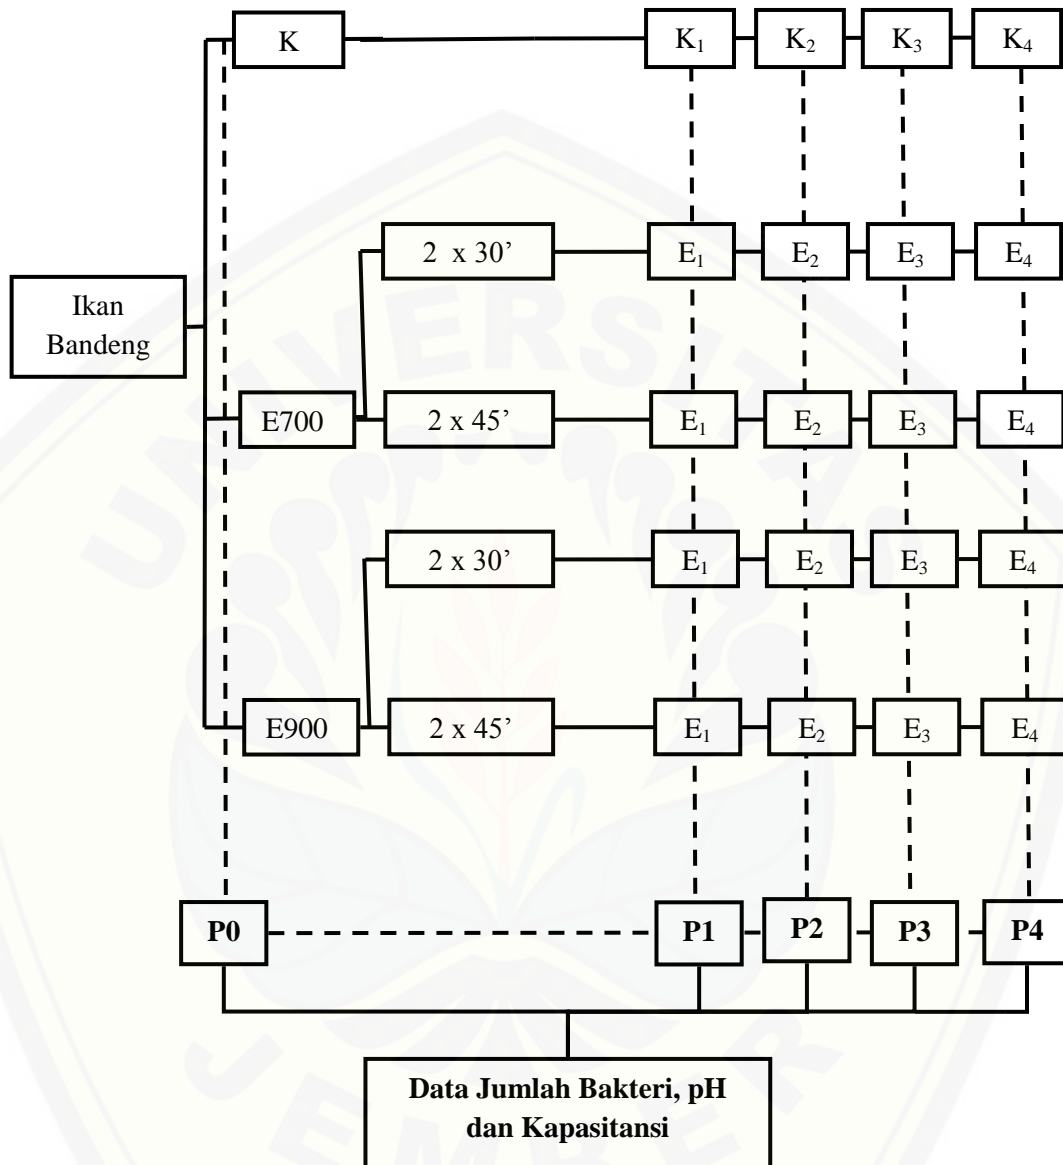 K
K₁
K₂
K₃
K₄
2 x 30’
E₁
E₂
E₃
E₄
Ikan
Bandeng
E700
2 x 45’
E₁
E₂
E₃
E₄
2 x 30’
E₁
E₂
E₃
E₄
E900
2 x 45’
E₁
E₂
E₃
E₄
P0
P1
P2
P3
P4
Data Jumlah Bakteri, pH
dan Kapasitansi
UNIVERSITAS
JEMBER